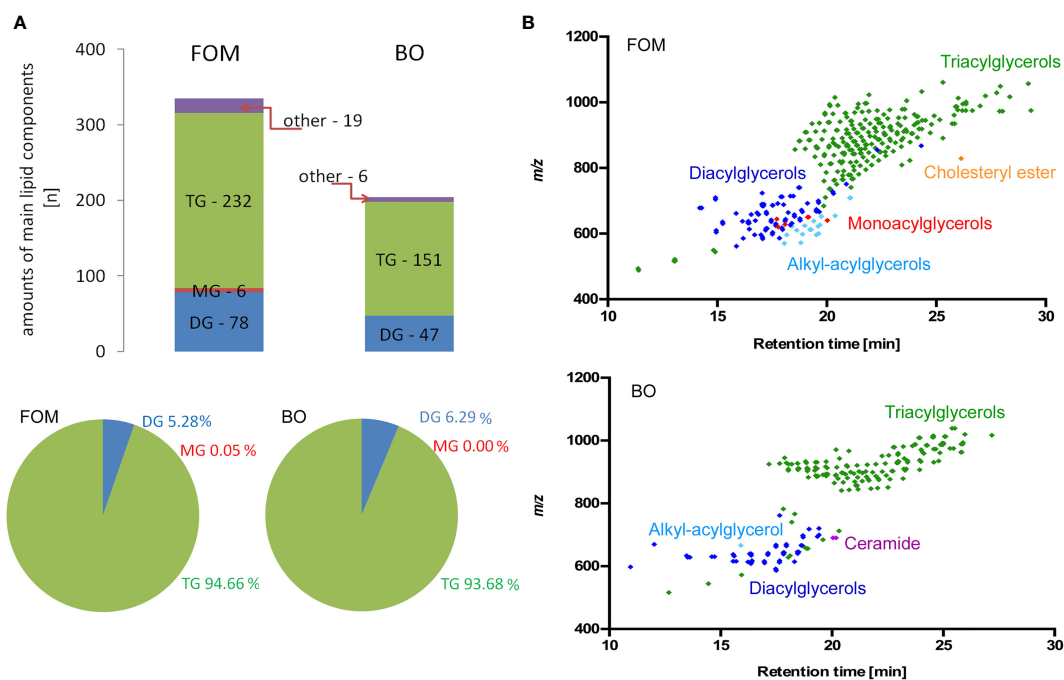 A
400
300
200
100
0
amounts of main lipid components
[n]
FOM
BO
other - 19
other - 6
TG - 232
MG - 6
DG - 78
TG - 151
DG - 47
FOM
DG 5.28%
MG 0.05 %
TG 94.66 %
BO
DG 6.29 %
MG 0.00 %
TG 93.68 %
B
1200
1000
800
600
400
m/z
FOM
Triacylglycerols
Diacylglycerols
Cholesteryl ester
Monoacylglycerols
Alkyl-acylglycerols
10 15 20 25 30
Retention time [min]
1200
1000
800
600
400
m/z
BO
Triacylglycerols
Alkyl-acylglycerol
Ceramide
Diacylglycerols
10 15 20 25 30
Retention time [min]